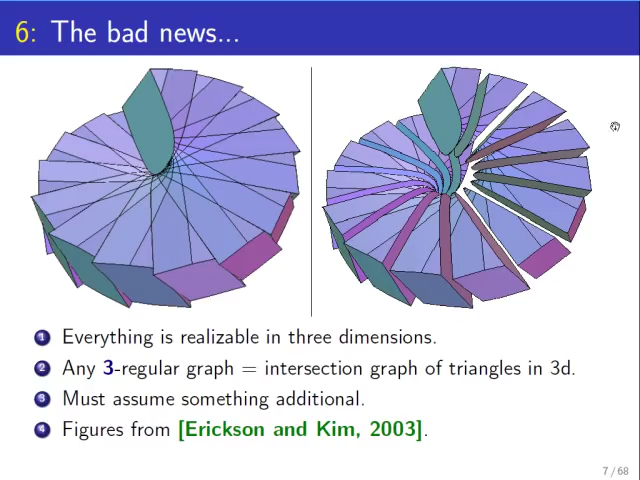 6: The bad news...
1 Everything is realizable in three dimensions.
2 Any 3-regular graph = intersection graph of triangles in 3d.
3 Must assume something additional.
4 Figures from [Erickson and Kim, 2003].
7 / 68